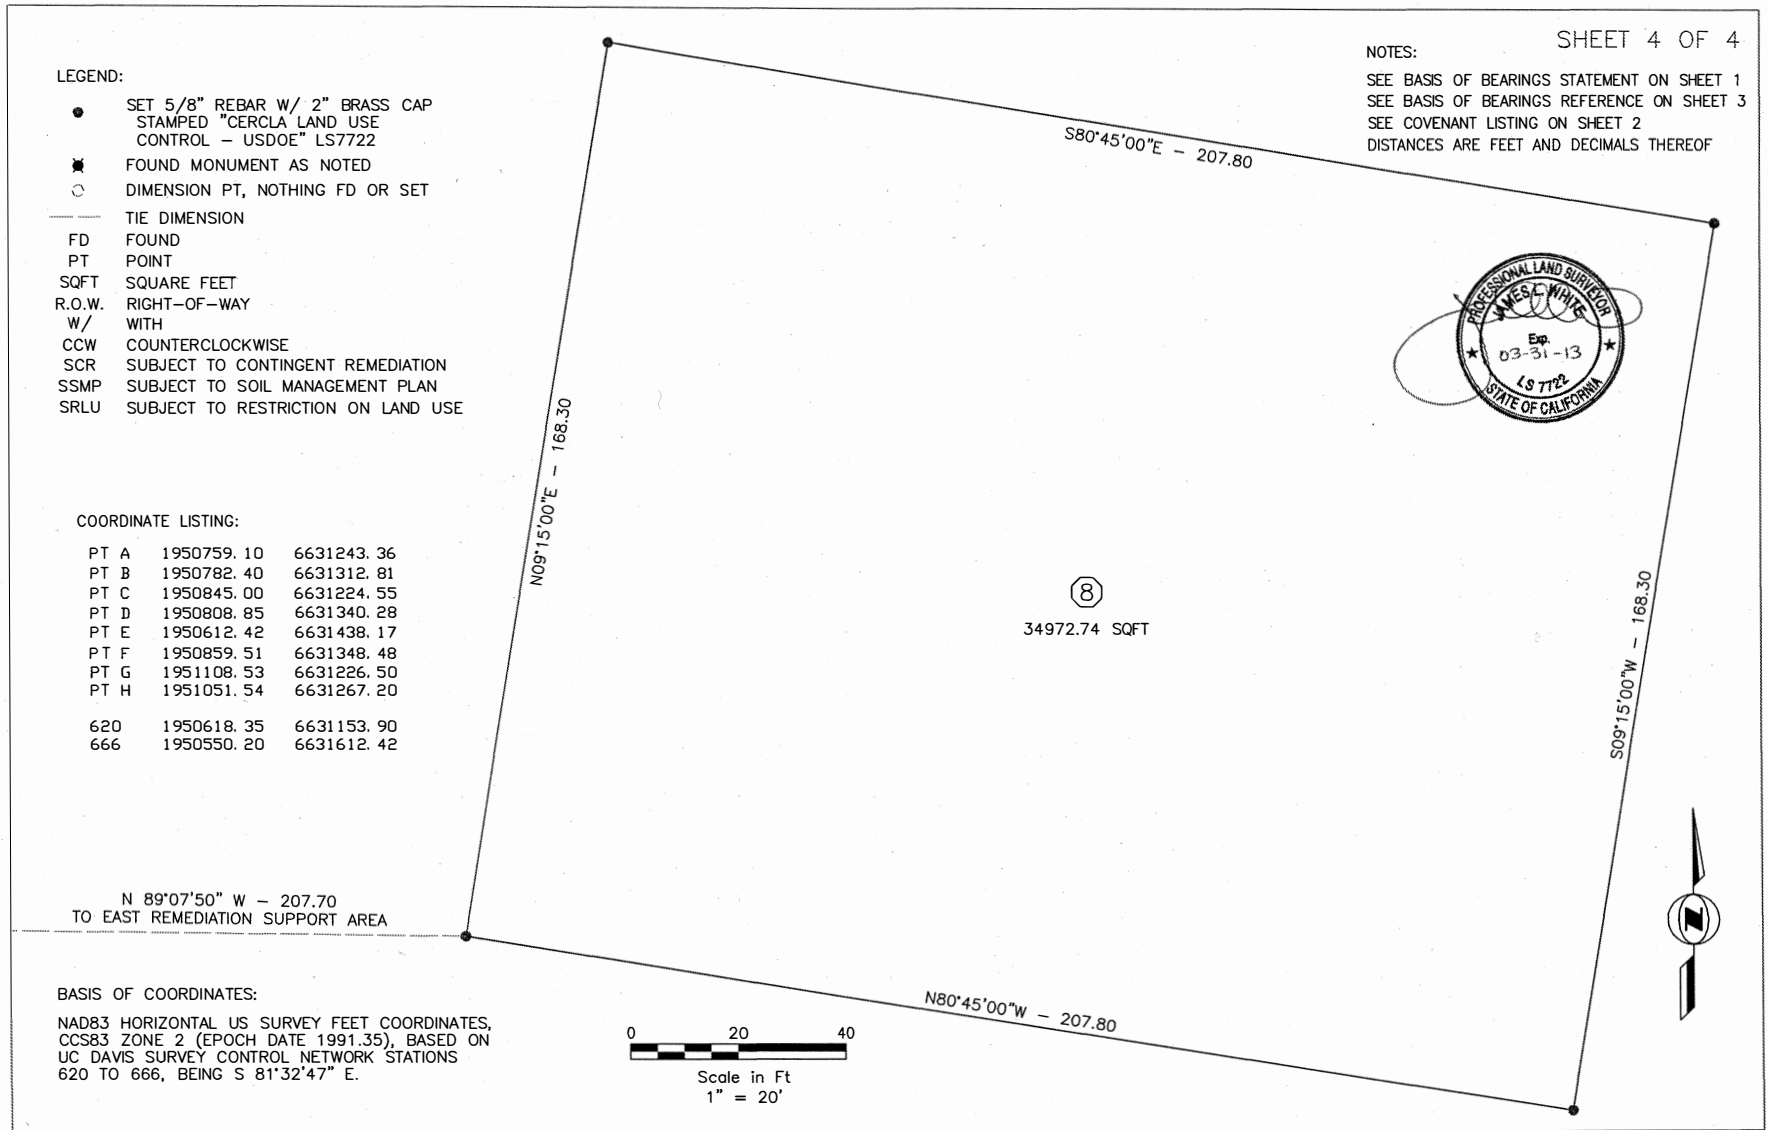 SHEET 4 OF 4
NOTES:
SEE BASIS OF BEARINGS STATEMENT ON SHEET 1
SEE BASIS OF BEARINGS REFERENCE ON SHEET 3
SEE COVENANT LISTING ON SHEET 2
DISTANCES ARE FEET AND DECIMALS THEREOF
LEGEND:
SET 5/8" REBAR W/ 2" BRASS CAP
STAMPED "CERCLA LAND USE
CONTROL – USDOE" LS7722
FOUND MONUMENT AS NOTED
DIMENSION PT, NOTHING FD OR SET
TIE DIMENSION
FD FOUND
PT POINT
SQFT SQUARE FEET
R.O.W. RIGHT–OF–WAY
W/ WITH
CCW COUNTERCLOCKWISE
SCR SUBJECT TO CONTINGENT REMEDIATION
SSMP SUBJECT TO SOIL MANAGEMENT PLAN
SRLU SUBJECT TO RESTRICTION ON LAND USE
S80°45'00"E – 207.80
PROFESSIONAL LAND SURVEYOR
JAMES L. WHITE
Exp.
03-31-13
LS 7722
STATE OF CALIFORNIA
N09°15'00"E – 168.30
S09°15'00"W – 168.30
8
34972.74 SQFT
COORDINATE LISTING:
PT A 1950759.10 6631243.36
PT B 1950782.40 6631312.81
PT C 1950845.00 6631224.55
PT D 1950808.85 6631340.28
PT E 1950612.42 6631438.17
PT F 1950859.51 6631348.48
PT G 1951108.53 6631226.50
PT H 1951051.54 6631267.20
620 1950618.35 6631153.90
666 1950550.20 6631612.42
N 89°07'50" W – 207.70
TO EAST REMEDIATION SUPPORT AREA
N80°45'00"W – 207.80
BASIS OF COORDINATES:
NAD83 HORIZONTAL US SURVEY FEET COORDINATES,
CCS83 ZONE 2 (EPOCH DATE 1991.35), BASED ON
UC DAVIS SURVEY CONTROL NETWORK STATIONS
620 TO 666, BEING S 81°32'47" E.
0 20 40
Scale in Ft
1" = 20'
N